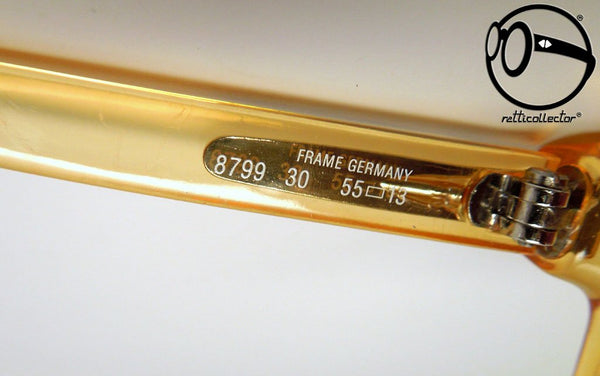 retticollector®
FRAME GERMANY
8799 30 55□13